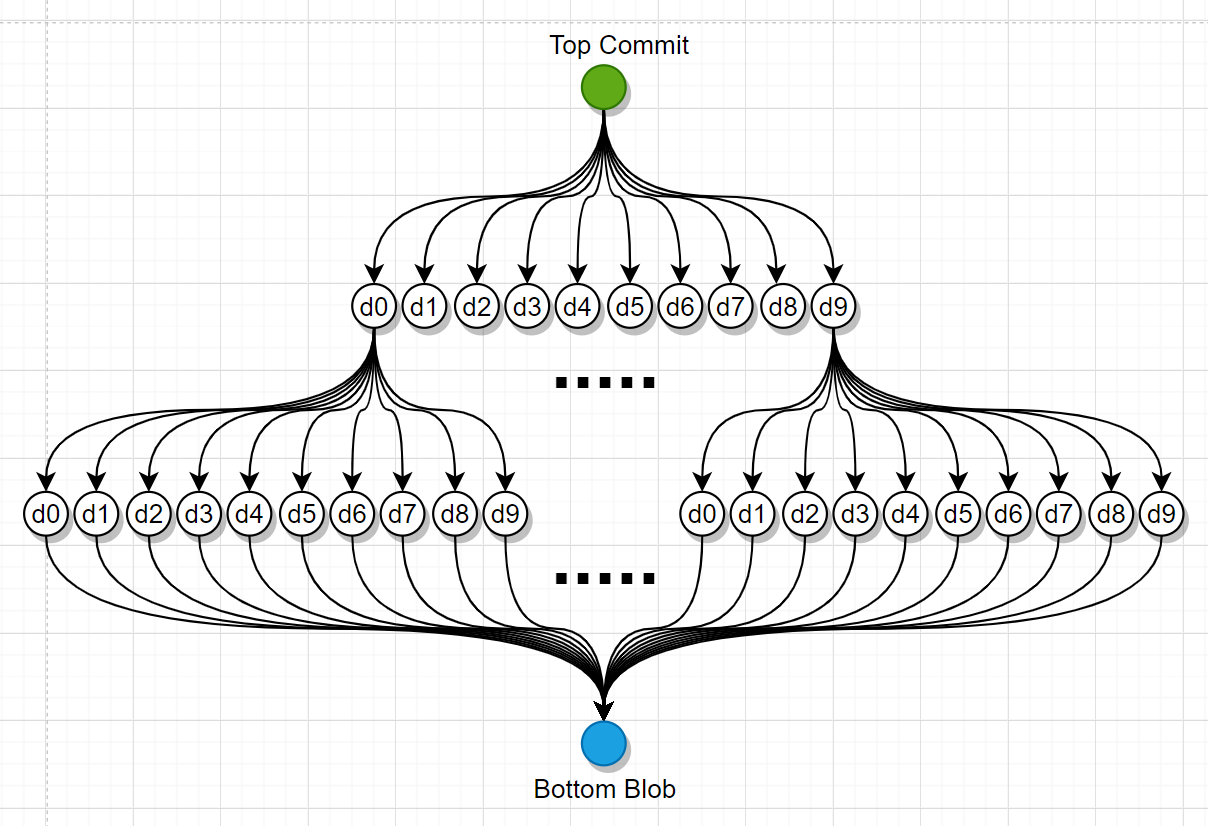 Top Commit
d0 d1 d2 d3 d4 d5 d6 d7 d8 d9
d0 d1 d2 d3 d4 d5 d6 d7 d8 d9 d0 d1 d2 d3 d4 d5 d6 d7 d8 d9
Bottom Blob